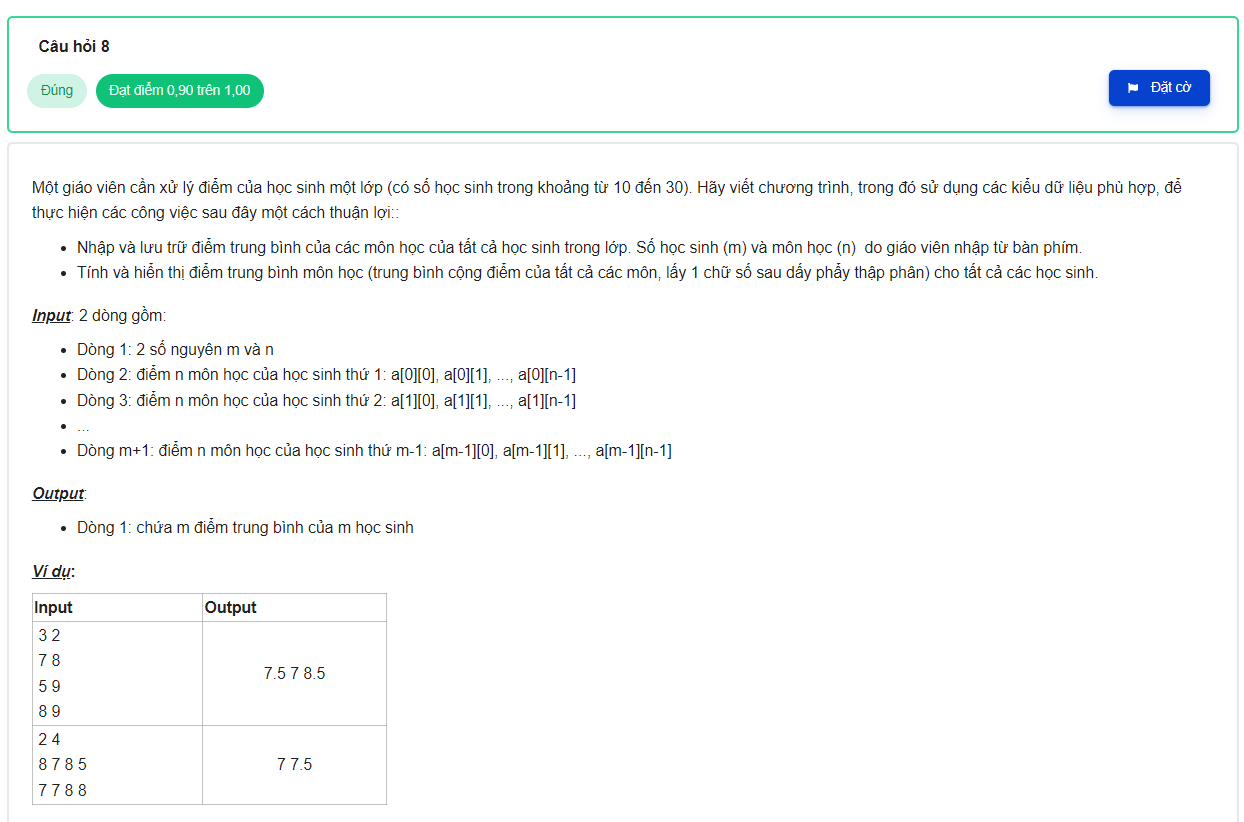 Câu hỏi 8
Đúng
Đạt điểm 0,90 trên 1,00
Đặt cờ
Một giáo viên cần xử lý điểm của học sinh một lớp (có số học sinh trong khoảng từ 10 đến 30). Hãy viết chương trình, trong đó sử dụng các kiểu dữ liệu phù hợp, để
thực hiện các công việc sau đây một cách thuận lợi::
• Nhập và lưu trữ điểm trung bình của các môn học của tất cả học sinh trong lớp. Số học sinh (m) và môn học (n) do giáo viên nhập từ bàn phím.
• Tính và hiển thị điểm trung bình môn học (trung bình cộng điểm của tất cả các môn, lấy 1 chữ số sau dấy phẩy thập phân) cho tất cả các học sinh.
Input: 2 dòng gồm:
• Dòng 1: 2 số nguyên m và n
• Dòng 2: điểm n môn học của học sinh thứ 1: a[0][0], a[0][1], ..., a[0][n-1]
• Dòng 3: điểm n môn học của học sinh thứ 2: a[1][0], a[1][1], ..., a[1][n-1]
• ...
• Dòng m+1: điểm n môn học của học sinh thứ m-1: a[m-1][0], a[m-1][1], ..., a[m-1][n-1]
Output:
• Dòng 1: chứa m điểm trung bình của m học sinh
Ví dụ:
Input Output
3 2
7 8
5 9
8 9
7.5 7 8.5
2 4
8 7 8 5
7 7 8 8
7 7.5